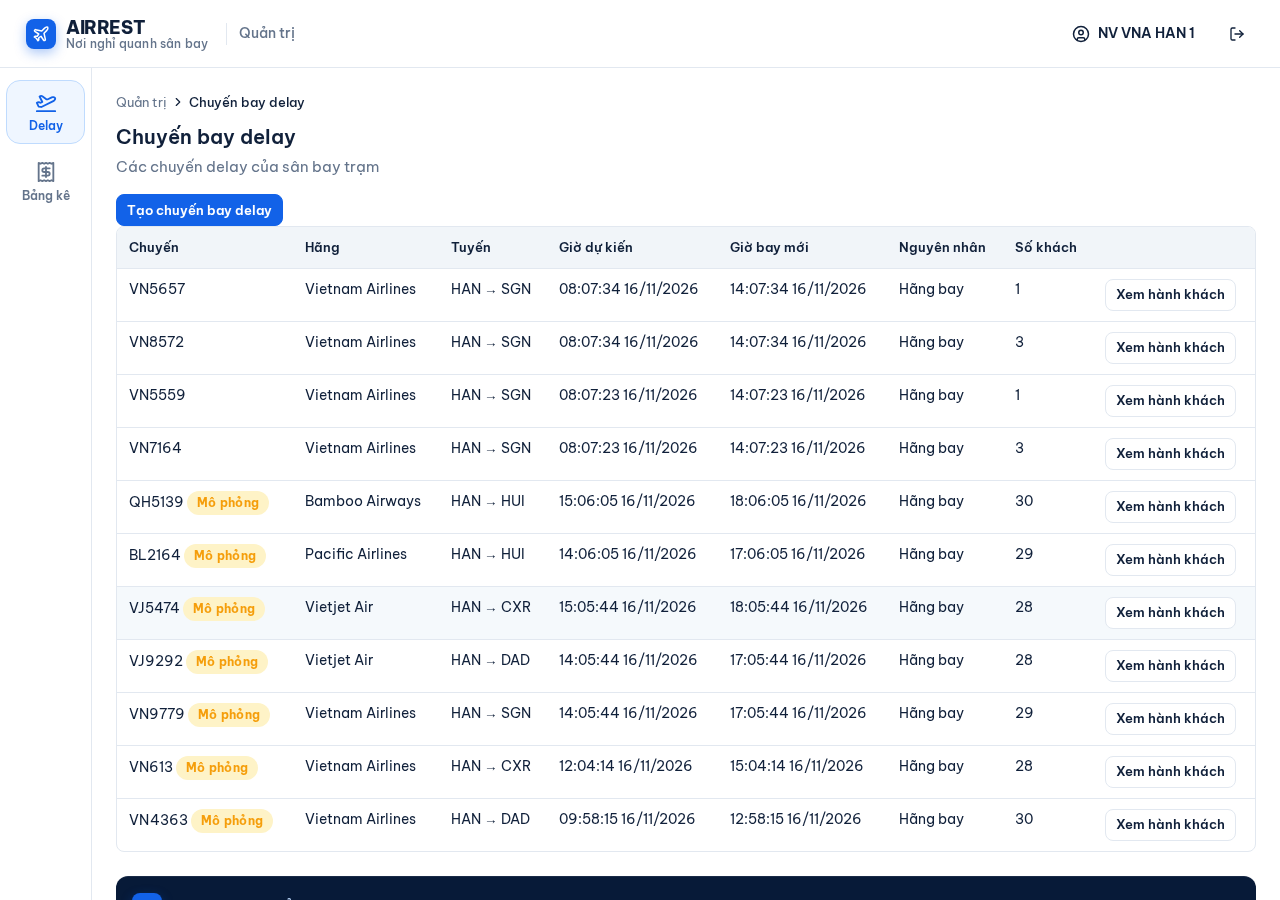 AIRREST
Nơi nghỉ quanh sân bay
Quản trị
NV VNA HAN 1
Delay
Bảng kê
Quản trị > Chuyến bay delay
Chuyến bay delay
Các chuyến delay của sân bay trạm
Tạo chuyến bay delay
Chuyến Hãng Tuyến Giờ dự kiến Giờ bay mới Nguyên nhân Số khách
VN5657 Vietnam Airlines HAN → SGN 08:07:34 16/11/2026 14:07:34 16/11/2026 Hãng bay 1 Xem hành khách
VN8572 Vietnam Airlines HAN → SGN 08:07:34 16/11/2026 14:07:34 16/11/2026 Hãng bay 3 Xem hành khách
VN5559 Vietnam Airlines HAN → SGN 08:07:23 16/11/2026 14:07:23 16/11/2026 Hãng bay 1 Xem hành khách
VN7164 Vietnam Airlines HAN → SGN 08:07:23 16/11/2026 14:07:23 16/11/2026 Hãng bay 3 Xem hành khách
QH5139 Mô phỏng Bamboo Airways HAN → HUI 15:06:05 16/11/2026 18:06:05 16/11/2026 Hãng bay 30 Xem hành khách
BL2164 Mô phỏng Pacific Airlines HAN → HUI 14:06:05 16/11/2026 17:06:05 16/11/2026 Hãng bay 29 Xem hành khách
VJ5474 Mô phỏng Vietjet Air HAN → CXR 15:05:44 16/11/2026 18:05:44 16/11/2026 Hãng bay 28 Xem hành khách
VJ9292 Mô phỏng Vietjet Air HAN → DAD 14:05:44 16/11/2026 17:05:44 16/11/2026 Hãng bay 28 Xem hành khách
VN9779 Mô phỏng Vietnam Airlines HAN → SGN 14:05:44 16/11/2026 17:05:44 16/11/2026 Hãng bay 29 Xem hành khách
VN613 Mô phỏng Vietnam Airlines HAN → CXR 12:04:14 16/11/2026 15:04:14 16/11/2026 Hãng bay 28 Xem hành khách
VN4363 Mô phỏng Vietnam Airlines HAN → DAD 09:58:15 16/11/2026 12:58:15 16/11/2026 Hãng bay 30 Xem hành khách